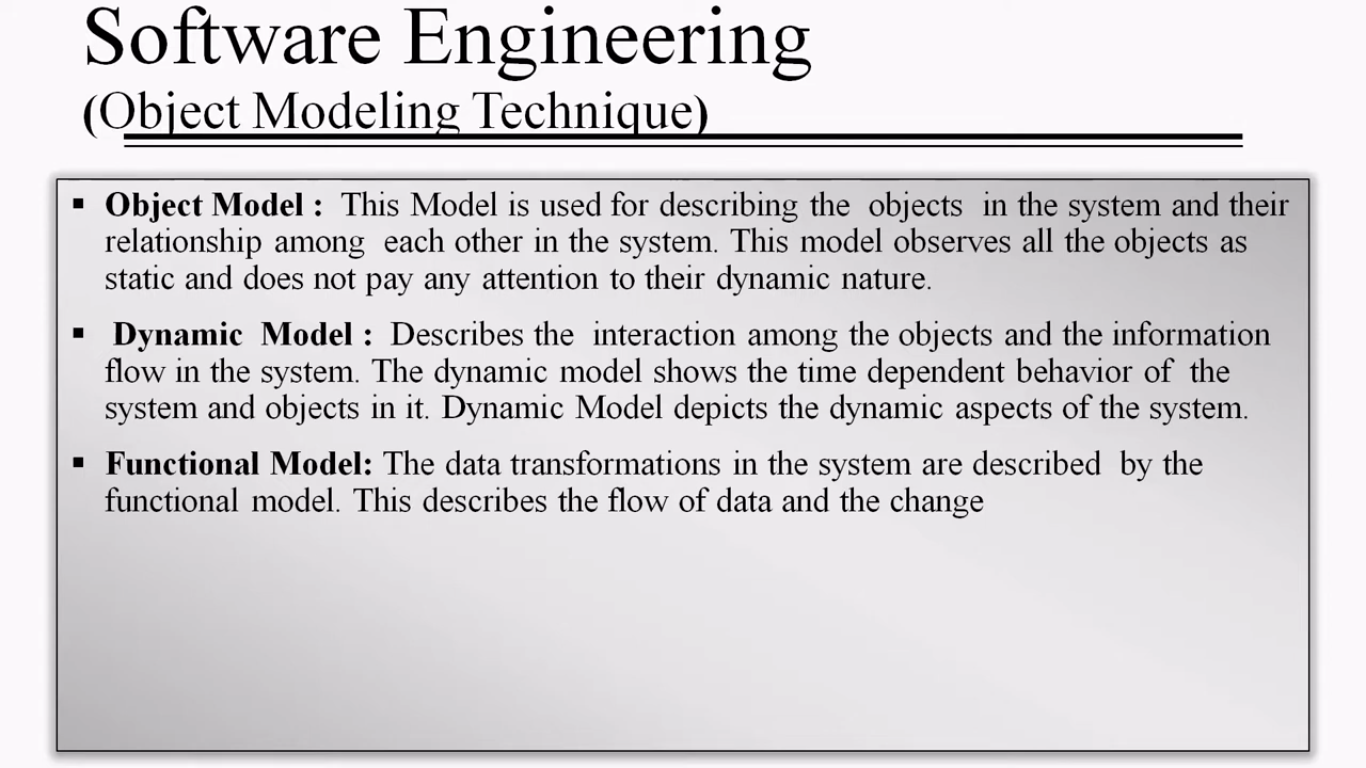 Software Engineering
(Object Modeling Technique)
▪ Object Model : This Model is used for describing the objects in the system and their
relationship among each other in the system. This model observes all the objects as
static and does not pay any attention to their dynamic nature.
▪ Dynamic Model : Describes the interaction among the objects and the information
flow in the system. The dynamic model shows the time dependent behavior of the
system and objects in it. Dynamic Model depicts the dynamic aspects of the system.
▪ Functional Model: The data transformations in the system are described by the
functional model. This describes the flow of data and the change